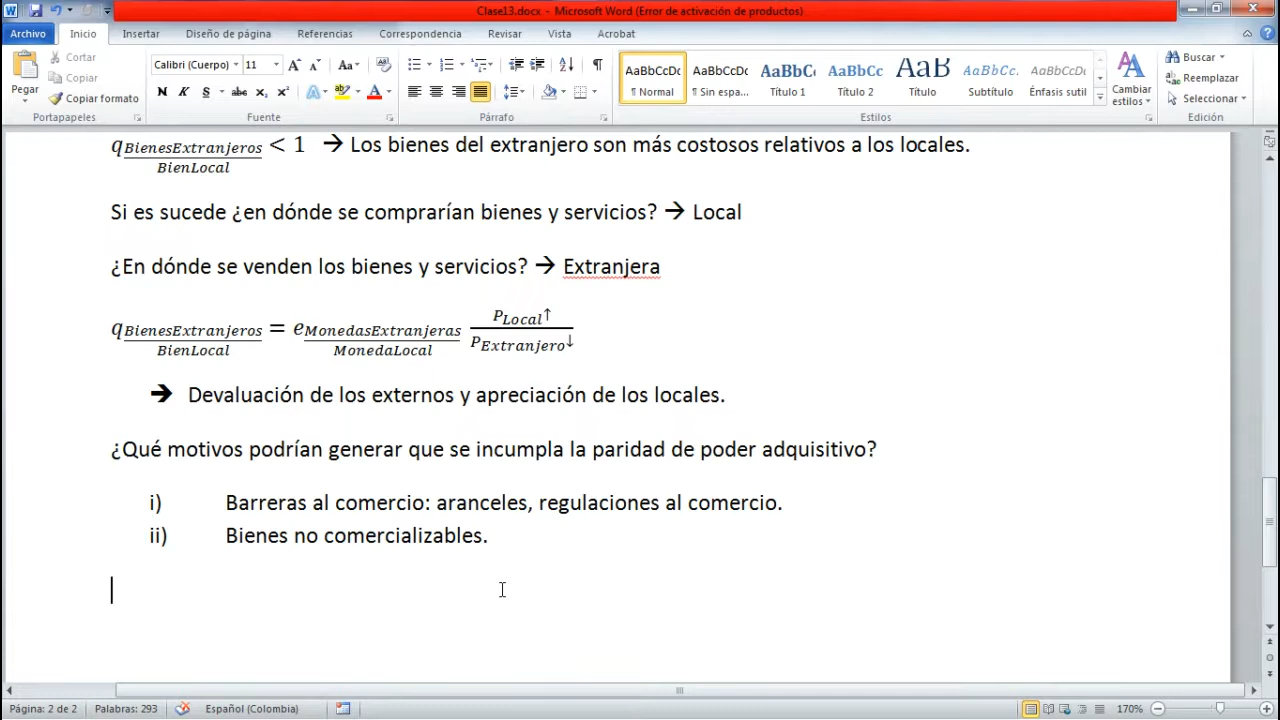 Clase13.docx - Microsoft Word (Error de activación de productos)
Archivo Inicio Insertar Diseño de página Referencias Correspondencia Revisar Vista Acrobat
Pegar
Cortar
Copiar
Copiar formato
Portapapeles
Calibri (Cuerpo) 11
N K S abc x₂ x²
Fuente
Párrafo
AaBbCcDc AaBbCcDc AaBbC AaBbCc AaB AaBbCc. AaBbCcDc
¶ Normal ¶ Sin espa... Título 1 Título 2 Título Subtítulo Énfasis sutil
Estilos
Cambiar estilos
Buscar
Reemplazar
Seleccionar
Edición
q BienesExtranjeros/BienLocal < 1 → Los bienes del extranjero son más costosos relativos a los locales.
Si es sucede ¿en dónde se comprarían bienes y servicios? → Local
¿En dónde se venden los bienes y servicios? → Extranjera
q BienesExtranjeros/BienLocal = e MonedasExtranjeras/MonedaLocal P Local↑/P Extranjero↓
→ Devaluación de los externos y apreciación de los locales.
¿Qué motivos podrían generar que se incumpla la paridad de poder adquisitivo?
i) Barreras al comercio: aranceles, regulaciones al comercio.
ii) Bienes no comercializables.
Página: 2 de 2 Palabras: 293 Español (Colombia) 170%